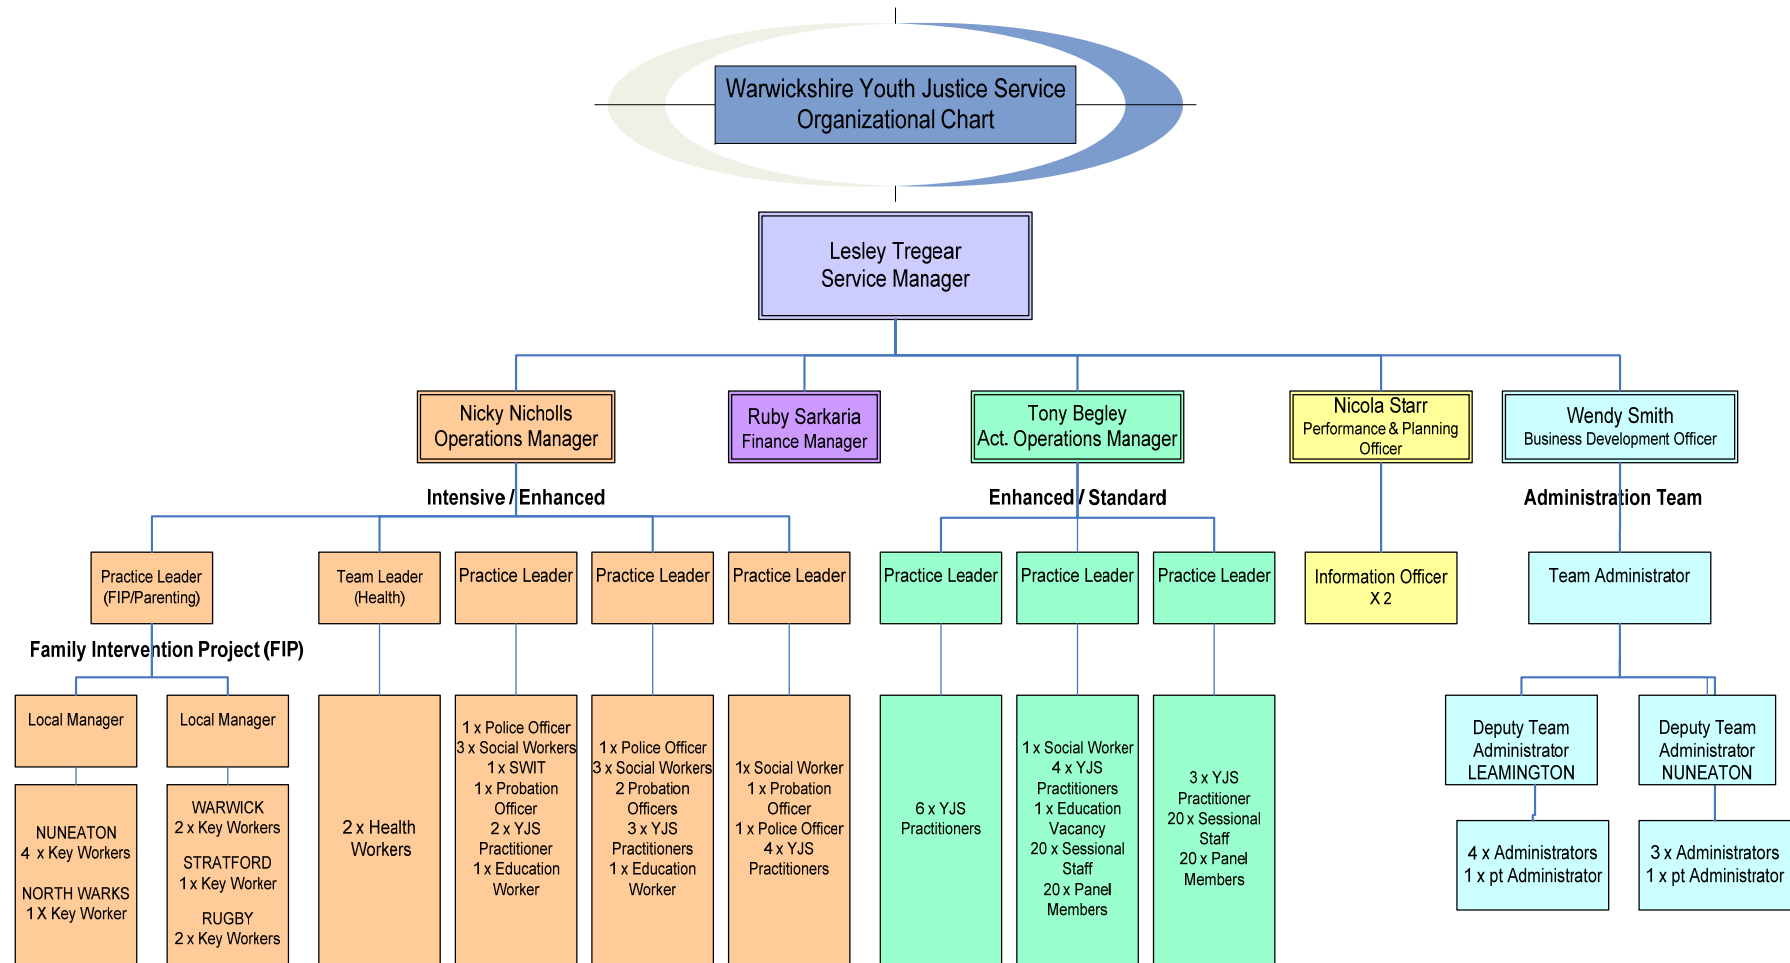 Warwickshire Youth Justice Service
Organizational Chart
Lesley Tregear
Service Manager
Nicky Nicholls
Operations Manager
Ruby Sarkaria
Finance Manager
Tony Begley
Act. Operations Manager
Nicola Starr
Performance & Planning
Officer
Wendy Smith
Business Development Officer
Intensive / Enhanced
Enhanced / Standard
Administration Team
Practice Leader
(FIP/Parenting)
Team Leader
(Health)
Practice Leader
Practice Leader
Practice Leader
Practice Leader
Practice Leader
Practice Leader
Information Officer
X 2
Team Administrator
Family Intervention Project (FIP)
Local Manager
Local Manager
NUNEATON
4 x Key Workers
NORTH WARKS
1 X Key Worker
WARWICK
2 x Key Workers
STRATFORD
1 x Key Worker
RUGBY
2 x Key Workers
2 x Health
Workers
1 x Police Officer
3 x Social Workers
1 x SWIT
1 x Probation
Officer
2 x YJS
Practitioner
1 x Education
Worker
1 x Police Officer
3 x Social Workers
2 Probation
Officers
3 x YJS
Practitioners
1 x Education
Worker
1x Social Worker
1 x Probation
Officer
1 x Police Officer
4 x YJS
Practitioners
6 x YJS
Practitioners
1 x Social Worker
4 x YJS
Practitioners
1 x Education
Vacancy
20 x Sessional
Staff
20 x Panel
Members
3 x YJS
Practitioner
20 x Sessional
Staff
20 x Panel
Members
Deputy Team
Administrator
LEAMINGTON
Deputy Team
Administrator
NUNEATON
4 x Administrators
1 x pt Administrator
3 x Administrators
1 x pt Administrator